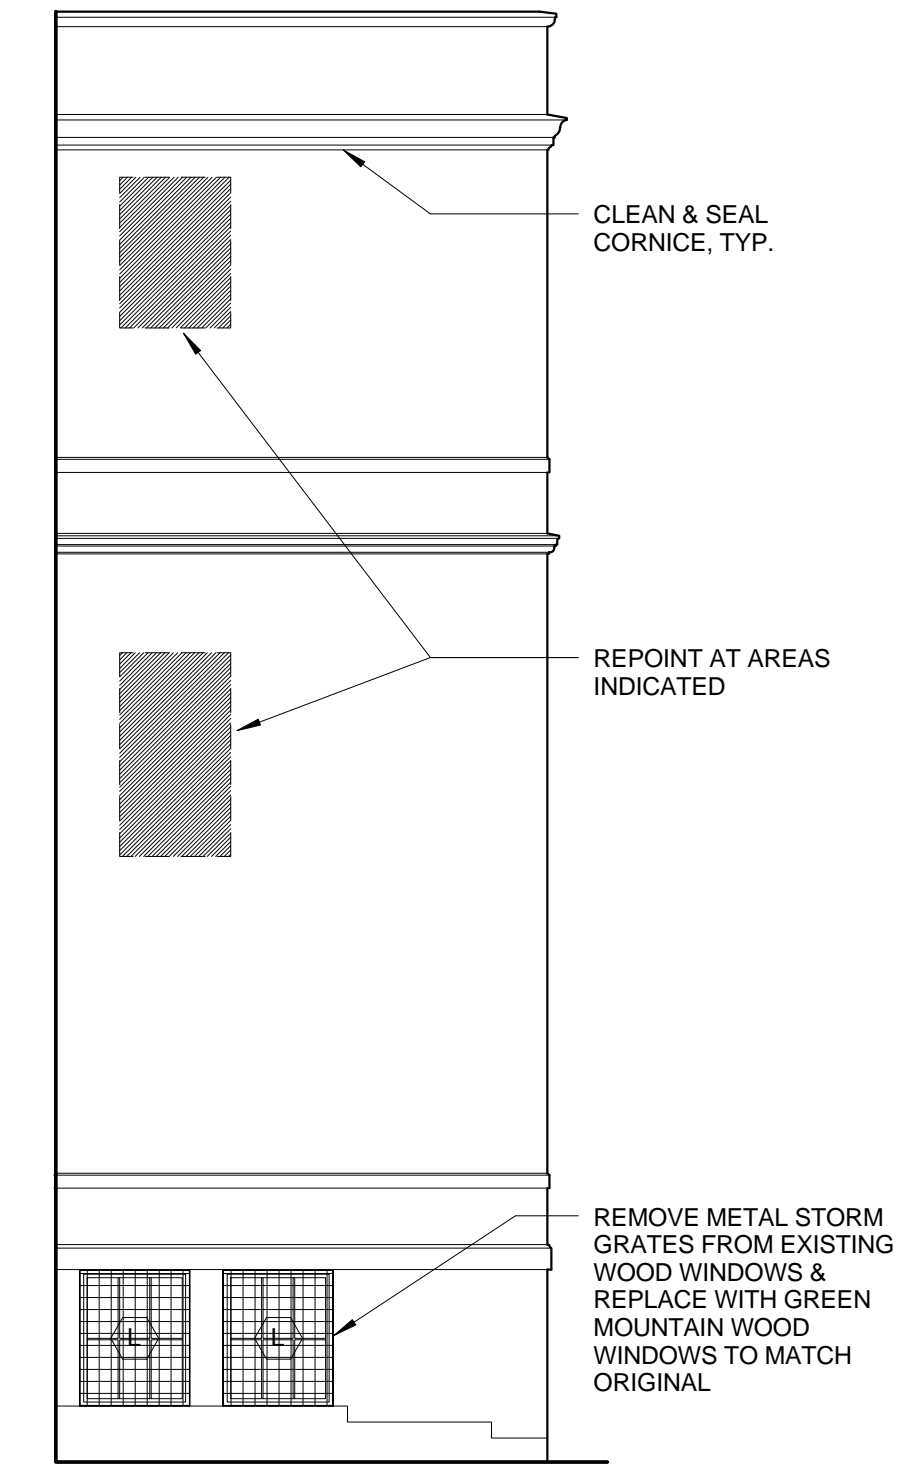 CLEAN & SEAL
CORNICE, TYP.
REPOINT AT AREAS
INDICATED
REMOVE METAL STORM
GRATES FROM EXISTING
WOOD WINDOWS &
REPLACE WITH GREEN
MOUNTAIN WOOD
WINDOWS TO MATCH
ORIGINAL
L
L